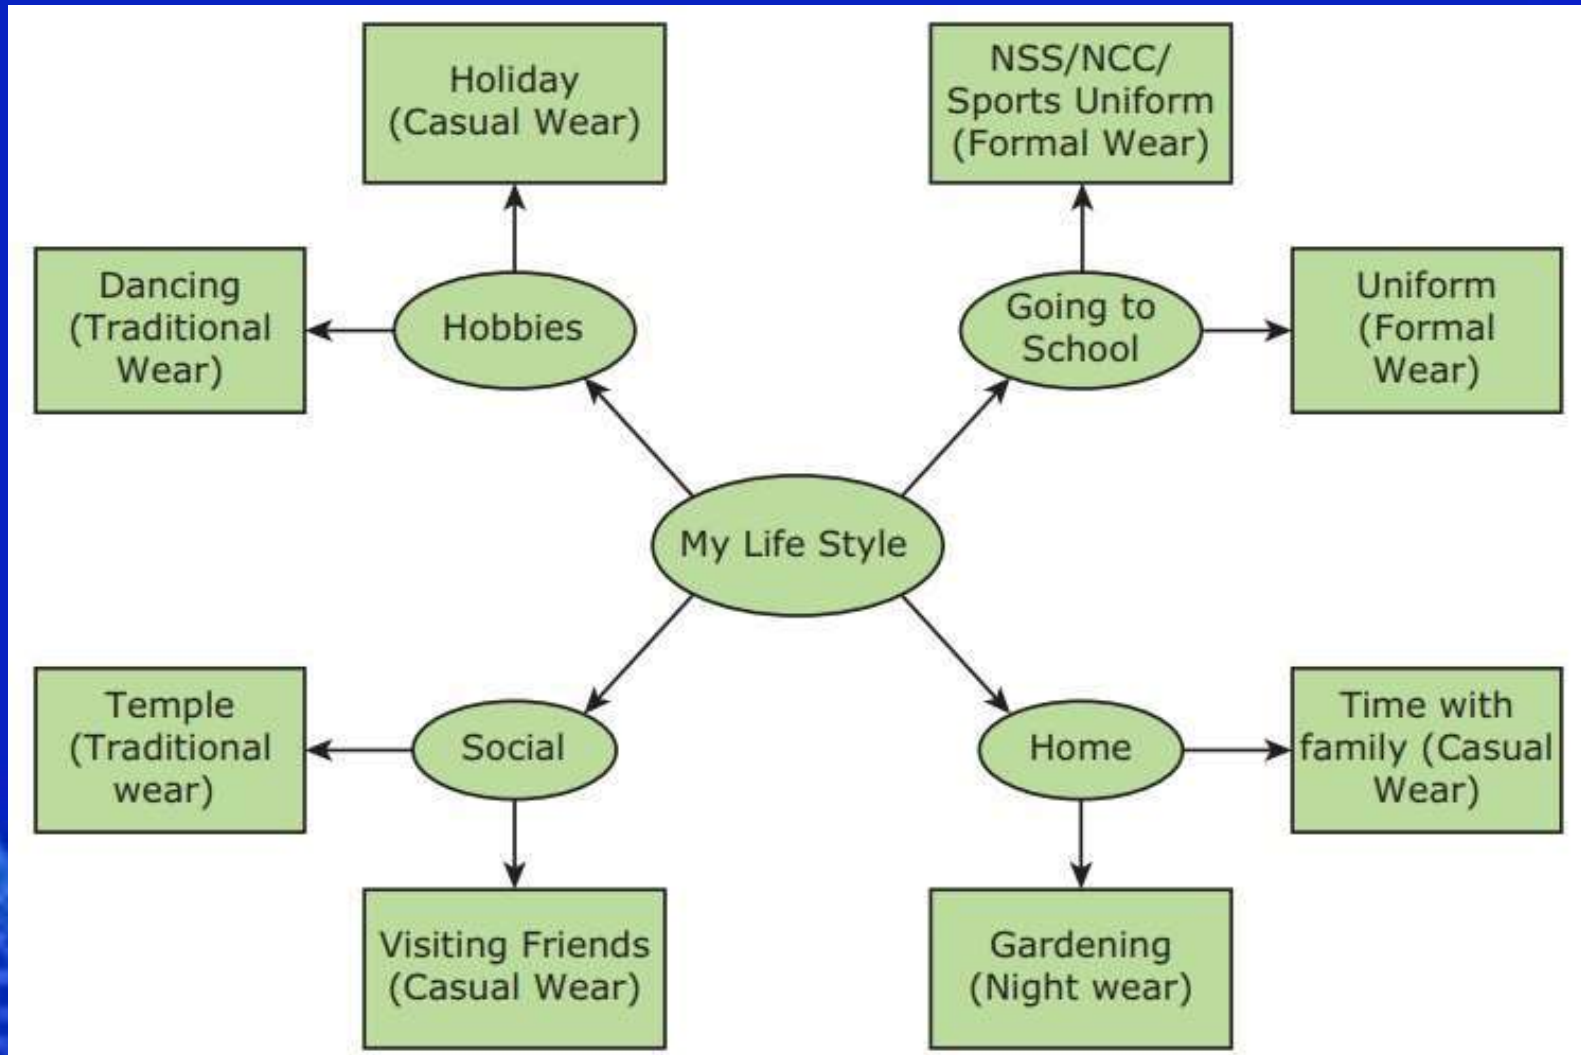 Holiday
(Casual Wear)
NSS/NCC/
Sports Uniform
(Formal Wear)
Dancing
(Traditional
Wear)
Hobbies
Going to
School
Uniform
(Formal
Wear)
My Life Style
Temple
(Traditional
wear)
Social
Home
Time with
family (Casual
Wear)
Visiting Friends
(Casual Wear)
Gardening
(Night wear)